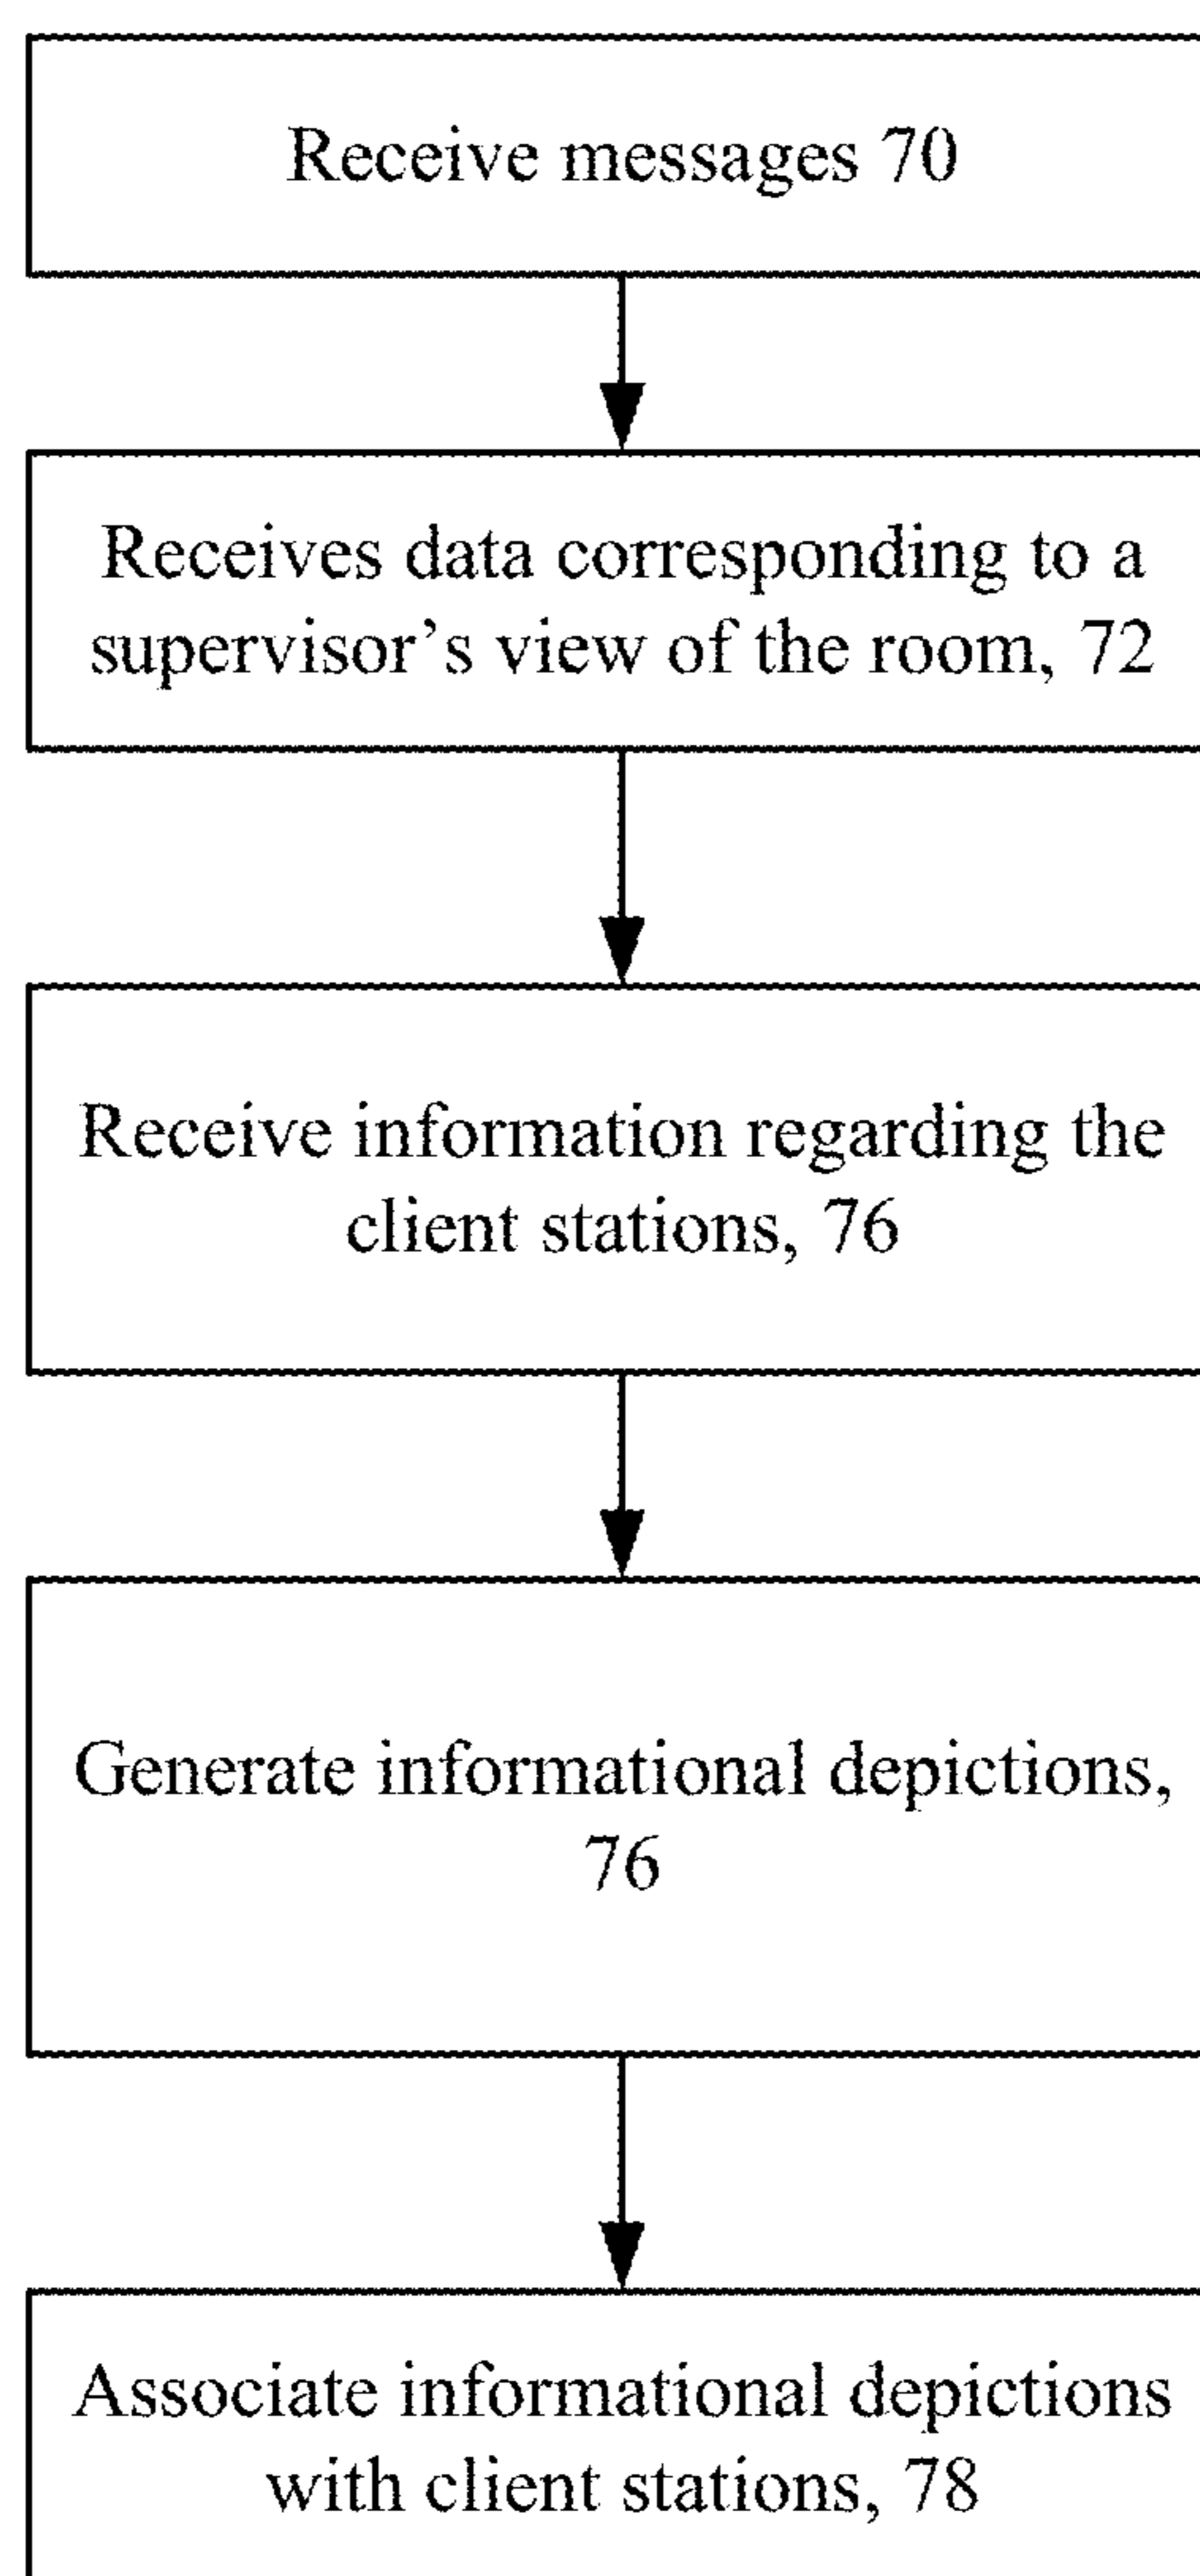 Receive messages 70
Receives data corresponding to a
supervisor’s view of the room, 72
Receive information regarding the
client stations, 76
Generate informational depictions,
76
Associate informational depictions
with client stations, 78